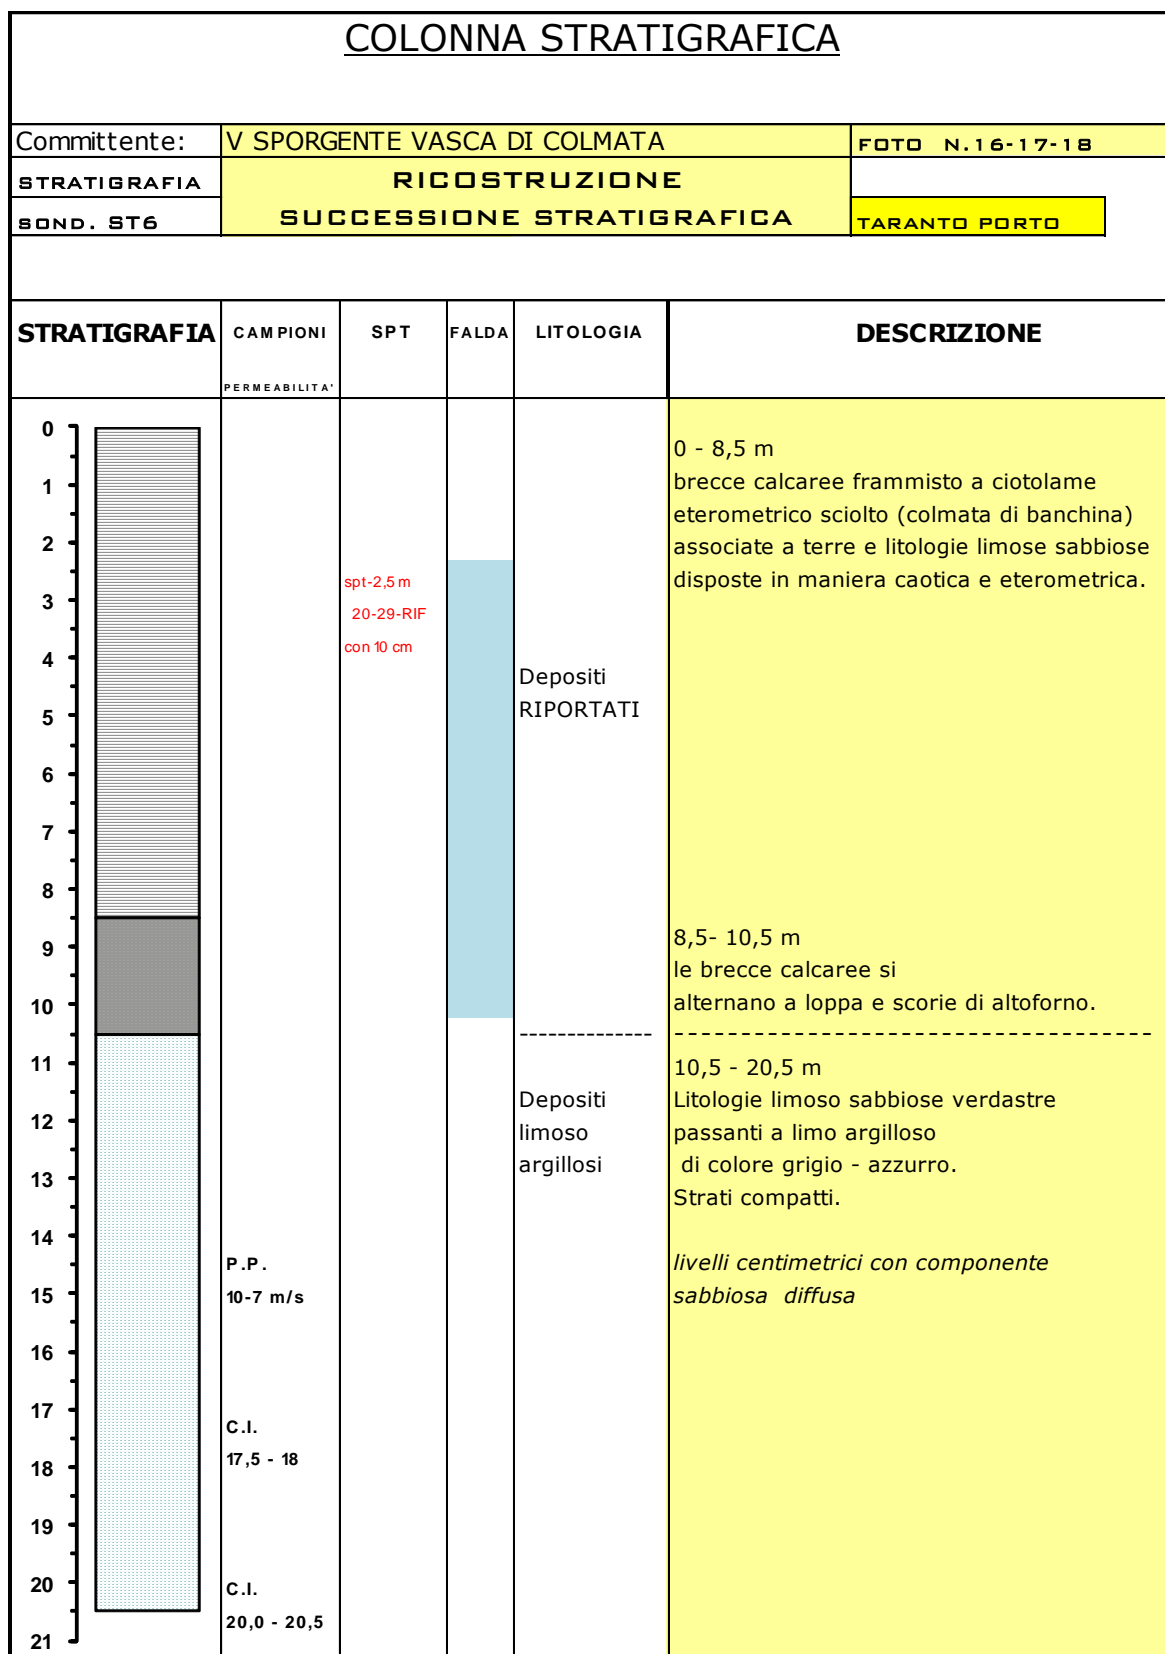 COLONNA STRATIGRAFICA
Committente: V SPORGENTE VASCA DI COLMATA FOTO N.16-17-18
STRATIGRAFIA RICOSTRUZIONE
SOND. ST6 SUCCESSIONE STRATIGRAFICA TARANTO PORTO
STRATIGRAFIA CAMPIONI SPT FALDA LITOLOGIA DESCRIZIONE
PERMEABILITA'
0
1
2
3
4
5
6
7
8
9
10
11
12
13
14
15
16
17
18
19
20
21
P.P.
10-7 m/s
C.I.
17,5 - 18
C.I.
20,0 - 20,5
spt-2,5 m
20-29-RIF
con 10 cm
Depositi
RIPORTATI
-------------
Depositi
limoso
argillosi
0 - 8,5 m
brecce calcaree frammisto a ciotolame
eterometrico sciolto (colmata di banchina)
associate a terre e litologie limose sabbiose
disposte in maniera caotica e eterometrica.
8,5- 10,5 m
le brecce calcaree si
alternano a loppa e scorie di altoforno.
------------------------------------
10,5 - 20,5 m
Litologie limoso sabbiose verdastre
passanti a limo argilloso
di colore grigio - azzurro.
Strati compatti.
livelli centimetrici con componente
sabbiosa diffusa